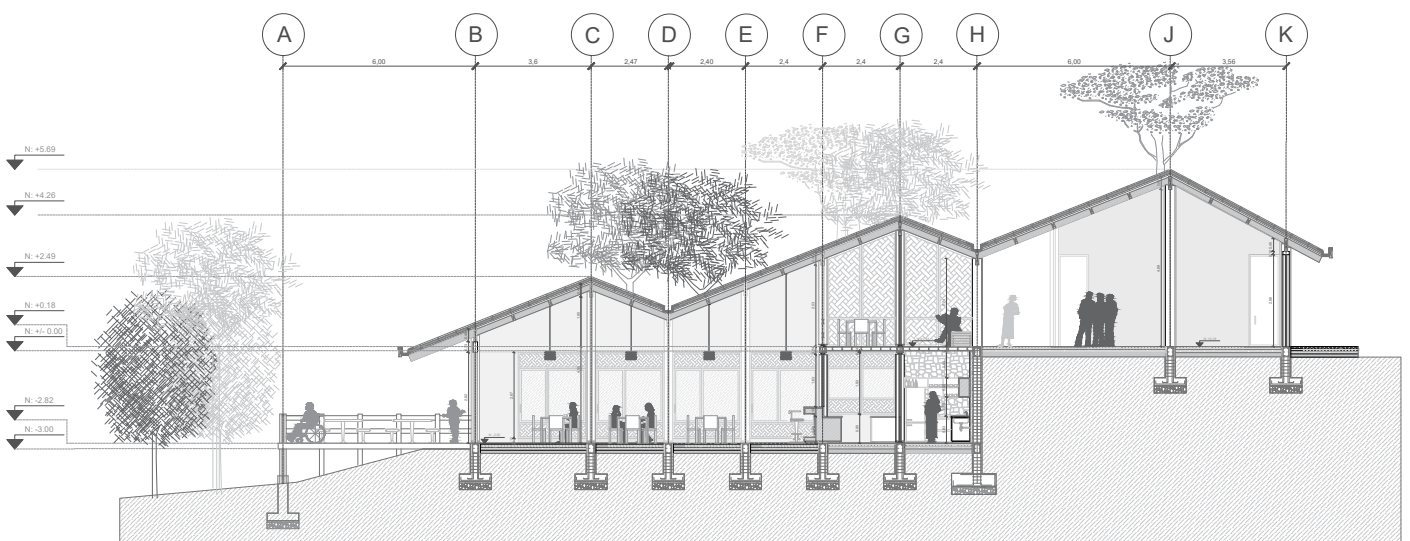 A B C D E F G H J K
6,00 3,6 2,47 2,40 2,4 2,4 2,4 6,00 3,56
N: +5.69
N: +4.26
N: +2.49
N: +0.18
N: +/- 0.00
N: -2.82
N: -3.00